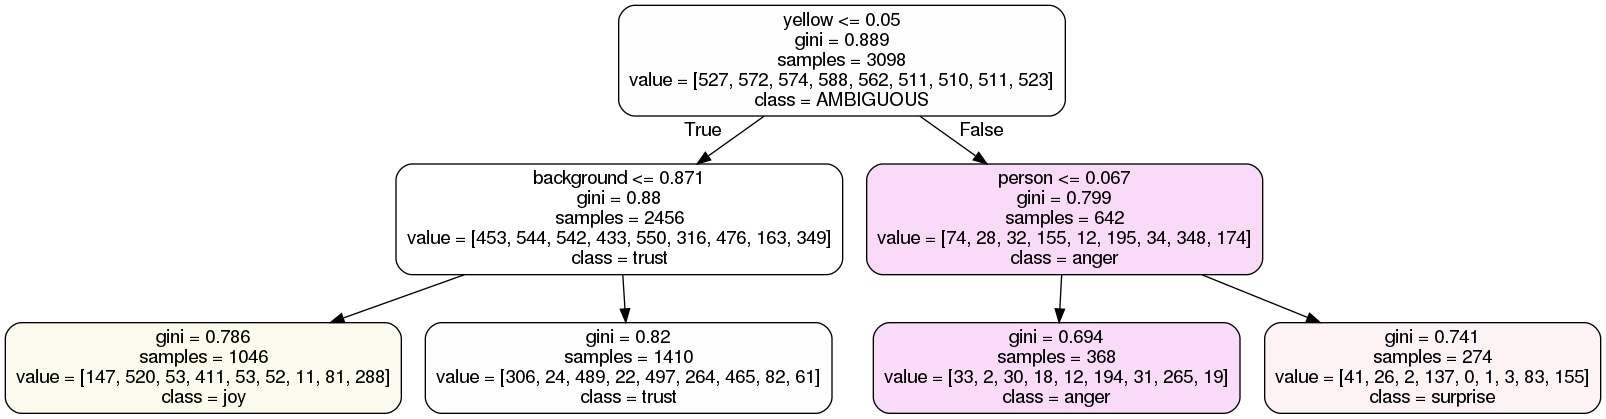 yellow <= 0.05
gini = 0.889
samples = 3098
value = [527, 572, 574, 588, 562, 511, 510, 511, 523]
class = AMBIGUOUS
True
False
background <= 0.871
gini = 0.88
samples = 2456
value = [453, 544, 542, 433, 550, 316, 476, 163, 349]
class = trust
person <= 0.067
gini = 0.799
samples = 642
value = [74, 28, 32, 155, 12, 195, 34, 348, 174]
class = anger
gini = 0.786
samples = 1046
value = [147, 520, 53, 411, 53, 52, 11, 81, 288]
class = joy
gini = 0.82
samples = 1410
value = [306, 24, 489, 22, 497, 264, 465, 82, 61]
class = trust
gini = 0.694
samples = 368
value = [33, 2, 30, 18, 12, 194, 31, 265, 19]
class = anger
gini = 0.741
samples = 274
value = [41, 26, 2, 137, 0, 1, 3, 83, 155]
class = surprise